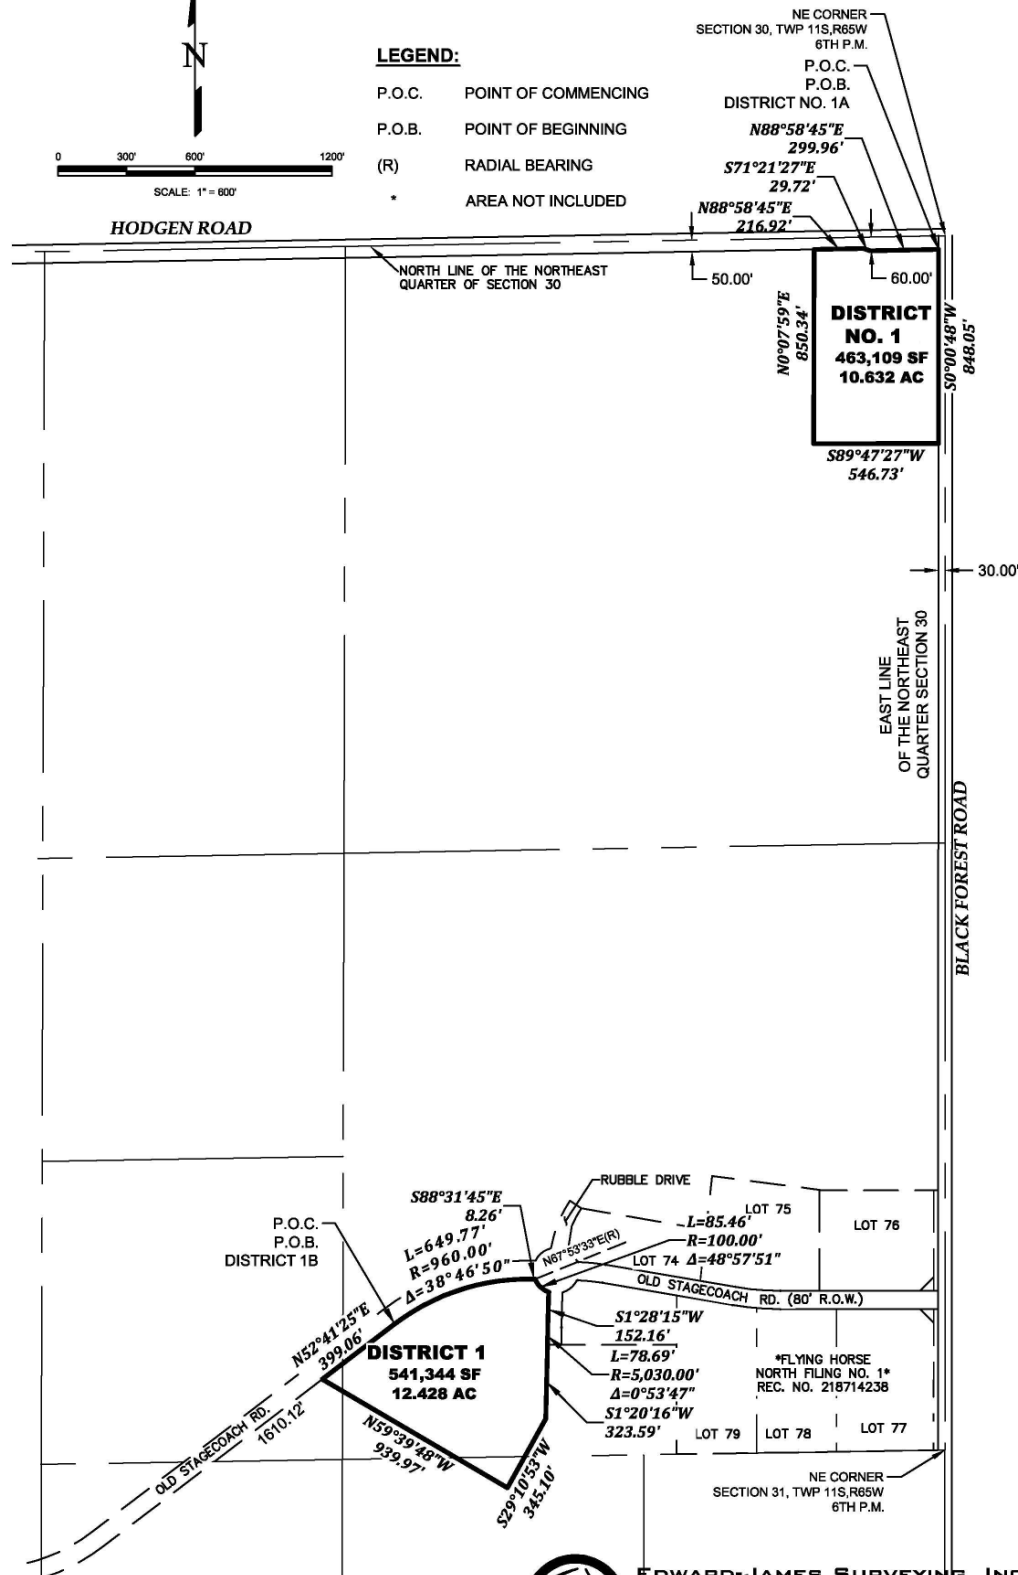 N
0 300' 600' 1200'
SCALE: 1" = 600'
LEGEND:
P.O.C. POINT OF COMMENCING
P.O.B. POINT OF BEGINNING
(R) RADIAL BEARING
* AREA NOT INCLUDED
NE CORNER
SECTION 30, TWP 11S,R65W
6TH P.M.
P.O.C.
P.O.B.
DISTRICT NO. 1A
N88°58'45"E
299.96'
S71°21'27"E
29.72'
N88°58'45"E
216.92'
HODGEN ROAD
NORTH LINE OF THE NORTHEAST
QUARTER OF SECTION 30
50.00'
60.00'
N0°07'59"E
850.34'
DISTRICT
NO. 1
463,109 SF
10.632 AC
S0°00'48"W
848.05'
S89°47'27"W
546.73'
30.00'
EAST LINE
OF THE NORTHEAST
QUARTER SECTION 30
BLACK FOREST ROAD
RUBBLE DRIVE
S88°31'45"E
8.26'
P.O.C.
P.O.B.
DISTRICT 1B
L=649.77'
R=960.00'
Δ=38°46'50"
N67°53'33"E(R)
L=85.46'
R=100.00'
Δ=48°57'51"
LOT 75
LOT 76
LOT 74
OLD STAGECOACH RD. (80' R.O.W.)
N52°41'25"E
399.06'
DISTRICT 1
541,344 SF
12.428 AC
S1°28'15"W
152.16'
L=78.69'
R=5,030.00'
Δ=0°53'47"
S1°20'16"W
323.59'
*FLYING HORSE
NORTH FILING NO. 1*
REC. NO. 218714238
LOT 79
LOT 78
LOT 77
OLD STAGECOACH RD.
1610.12'
N59°39'48"W
939.97'
S29°10'53"W
345.10'
NE CORNER
SECTION 31, TWP 11S,R65W
6TH P.M.
EDWARD-JAMES SURVEYING, INC